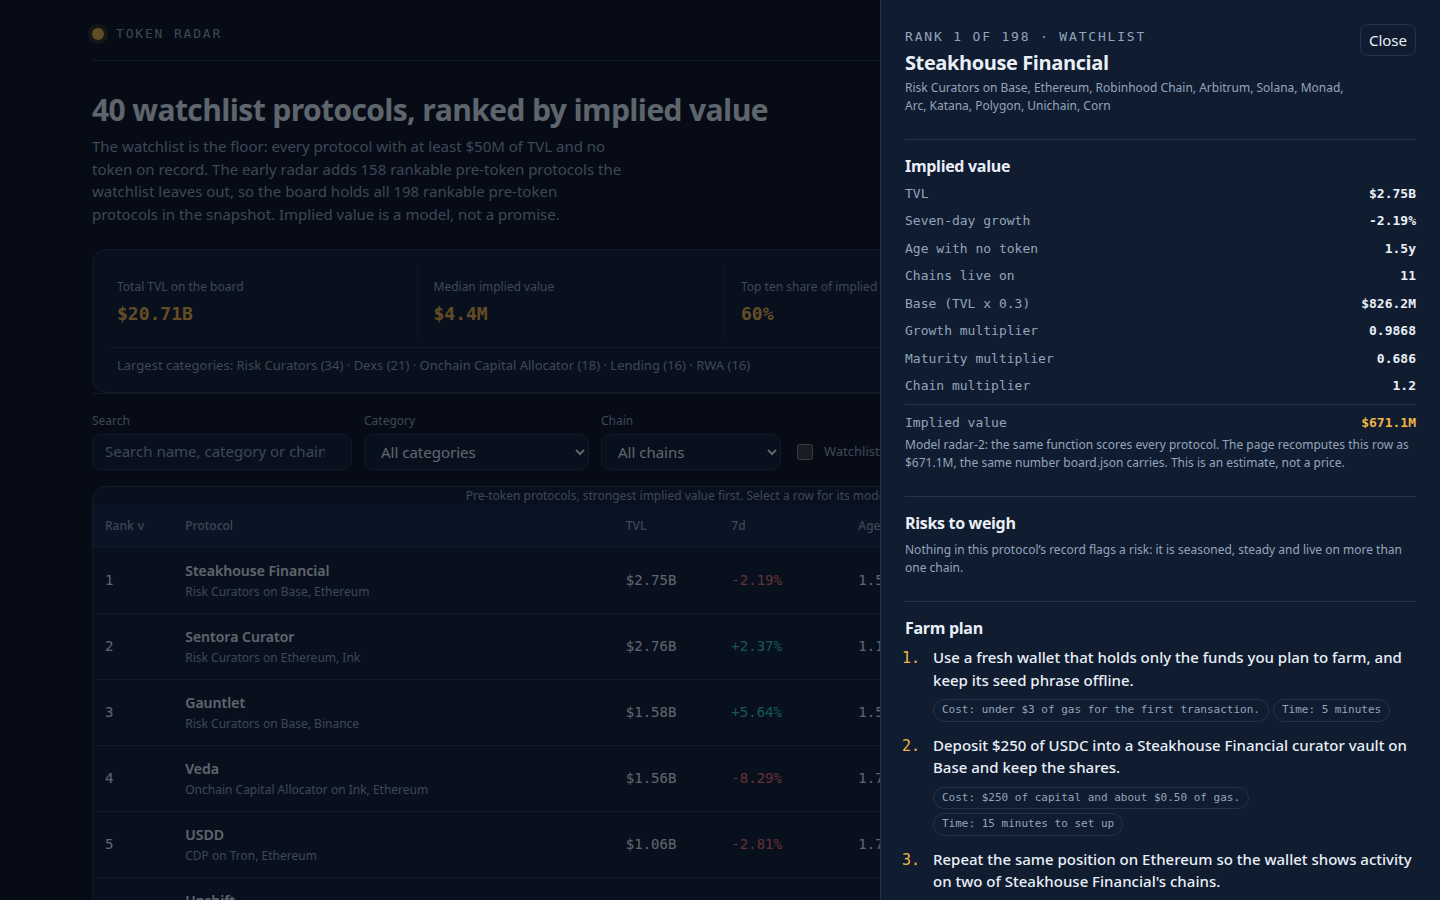 TOKEN RADAR
40 watchlist protocols, ranked by implied value
The watchlist is the floor: every protocol with at least $50M of TVL and no
token on record. The early radar adds 158 rankable pre-token protocols the
watchlist leaves out, so the board holds all 198 rankable pre-token
protocols in the snapshot. Implied value is a model, not a promise.
Total TVL on the board
$20.71B
Median implied value
$4.4M
Top ten share of implied
60%
Largest categories: Risk Curators (34) · Dexs (21) · Onchain Capital Allocator (18) · Lending (16) · RWA (16)
Search
Category
Chain
Search name, category or chain
All categories
All chains
Watchlist
Pre-token protocols, strongest implied value first. Select a row for its
Rank v
Protocol
TVL
7d
Age
1
Steakhouse Financial
Risk Curators on Base, Ethereum
$2.75B
-2.19%
2
Sentora Curator
Risk Curators on Ethereum, Ink
$2.76B
+2.37%
3
Gauntlet
Risk Curators on Base, Binance
$1.58B
+5.64%
4
Veda
Onchain Capital Allocator on Ink, Ethereum
$1.56B
-8.29%
5
USDD
CDP on Tron, Ethereum
$1.06B
-2.81%
RANK 1 OF 198 · WATCHLIST
Close
Steakhouse Financial
Risk Curators on Base, Ethereum, Robinhood Chain, Arbitrum, Solana, Monad,
Arc, Katana, Polygon, Unichain, Corn
Implied value
TVL $2.75B
Seven-day growth -2.19%
Age with no token 1.5y
Chains live on 11
Base (TVL x 0.3) $826.2M
Growth multiplier 0.9868
Maturity multiplier 0.686
Chain multiplier 1.2
Implied value $671.1M
Model radar-2: the same function scores every protocol. The page recomputes this row as
$671.1M, the same number board.json carries. This is an estimate, not a price.
Risks to weigh
Nothing in this protocol's record flags a risk: it is seasoned, steady and live on more than
one chain.
Farm plan
1. Use a fresh wallet that holds only the funds you plan to farm, and
keep its seed phrase offline.
Cost: under $3 of gas for the first transaction. Time: 5 minutes
2. Deposit $250 of USDC into a Steakhouse Financial curator vault on
Base and keep the shares.
Cost: $250 of capital and about $0.50 of gas.
Time: 15 minutes to set up
3. Repeat the same position on Ethereum so the wallet shows activity
on two of Steakhouse Financial's chains.